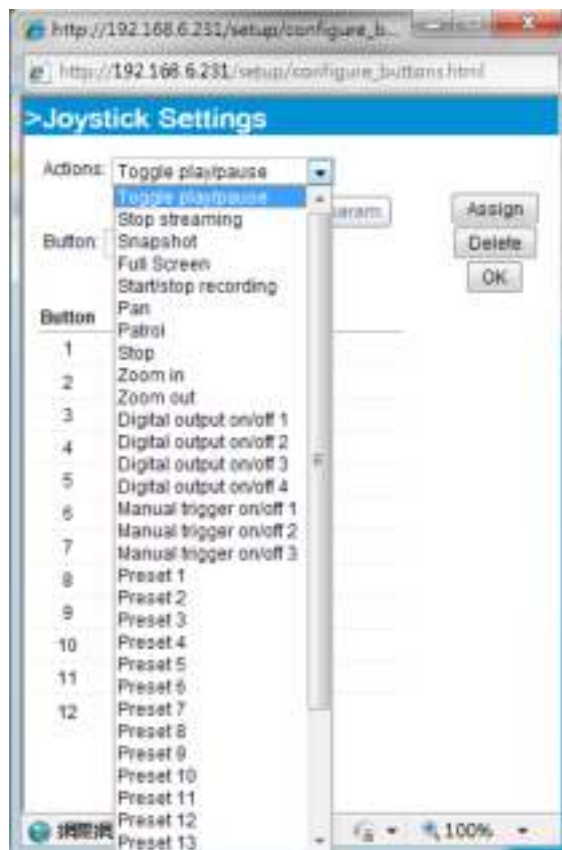 http://192.168.6.231/setup/configure_b...
http://192.168.6.231/setup/configure_buttons.html
>Joystick Settings
Actions: Toggle play/pause
Toggle play/pause
Stop streaming
Assign
Button: Snapshot
Delete
Full Screen
OK
Start/stop recording
Button
Pan
Patrol
1
Stop
2
Zoom in
Zoom out
3
Digital output on/off 1
4
Digital output on/off 2
Digital output on/off 3
5
Digital output on/off 4
6
Manual trigger on/off 1
Manual trigger on/off 2
7
Manual trigger on/off 3
8
Preset 1
Preset 2
9
Preset 3
10
Preset 4
Preset 5
11
Preset 6
12
Preset 7
Preset 8
Preset 9
Preset 10
Preset 11
Preset 12
Preset 13
100%